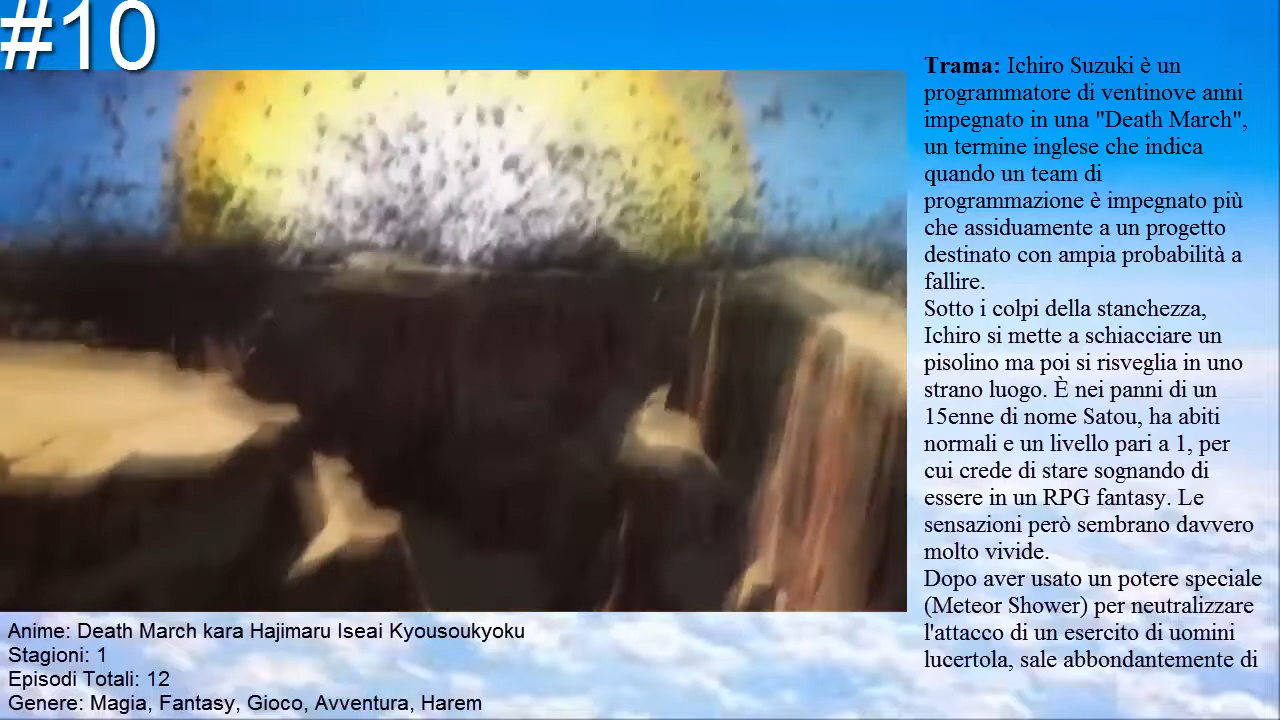 #10
Trama: Ichiro Suzuki è un
programmatore di ventinove anni
impegnato in una "Death March",
un termine inglese che indica
quando un team di
programmazione è impegnato più
che assiduamente a un progetto
destinato con ampia probabilità a
fallire.
Sotto i colpi della stanchezza,
Ichiro si mette a schiacciare un
pisolino ma poi si risveglia in uno
strano luogo. È nei panni di un
15enne di nome Satou, ha abiti
normali e un livello pari a 1, per
cui crede di stare sognando di
essere in un RPG fantasy. Le
sensazioni però sembrano davvero
molto vivide.
Dopo aver usato un potere speciale
(Meteor Shower) per neutralizzare
l'attacco di un esercito di uomini
lucertola, sale abbondantemente di
Anime: Death March kara Hajimaru Iseai Kyousoukyoku
Stagioni: 1
Episodi Totali: 12
Genere: Magia, Fantasy, Gioco, Avventura, Harem